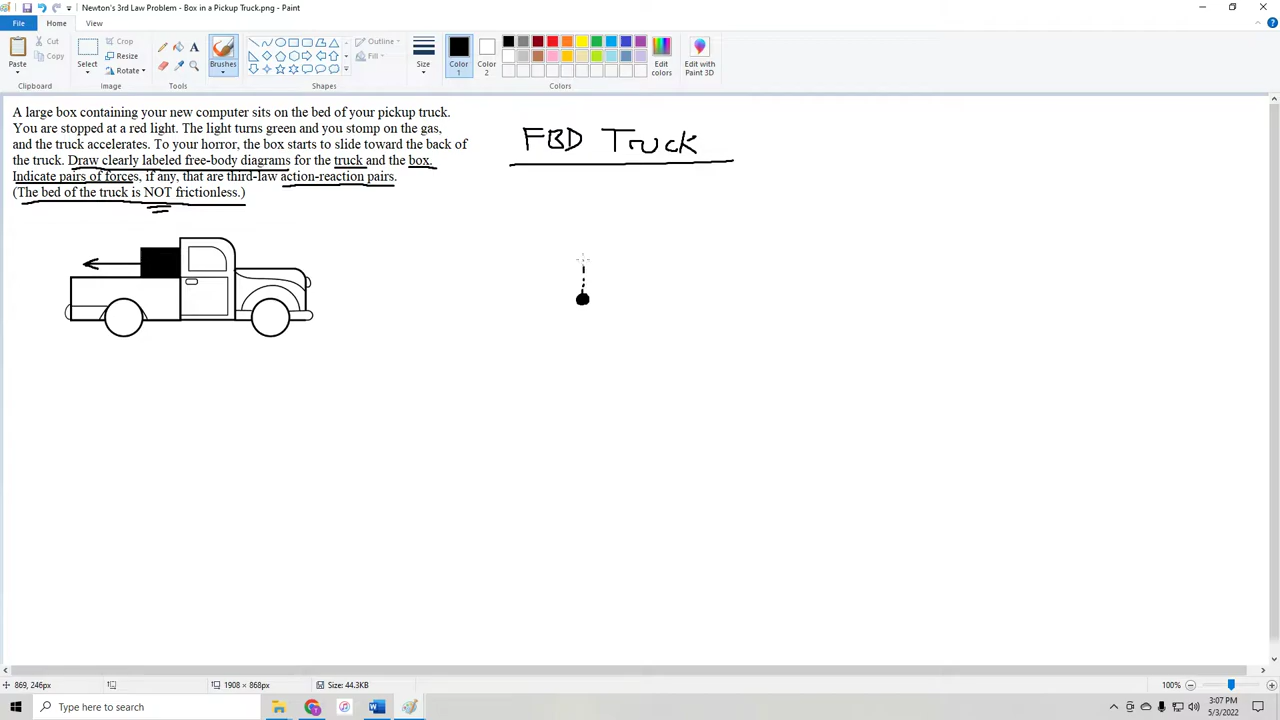 Newton's 3rd Law Problem - Box in a Pickup Truck.png - Paint
File Home View
Paste
Cut
Copy
Clipboard
Select
Crop
Resize
Rotate
Image
A
Tools
Brushes
Outline
Fill
Shapes
Size
Color 1
Color 2
Edit colors
Colors
Edit with Paint 3D
A large box containing your new computer sits on the bed of your pickup truck.
You are stopped at a red light. The light turns green and you stomp on the gas,
and the truck accelerates. To your horror, the box starts to slide toward the back of
the truck. Draw clearly labeled free-body diagrams for the truck and the box.
Indicate pairs of forces, if any, that are third-law action-reaction pairs.
(The bed of the truck is NOT frictionless.)
FBD Truck
869, 246px
1908 × 868px
Size: 44.3KB
100%
Type here to search
3:07 PM
5/3/2022